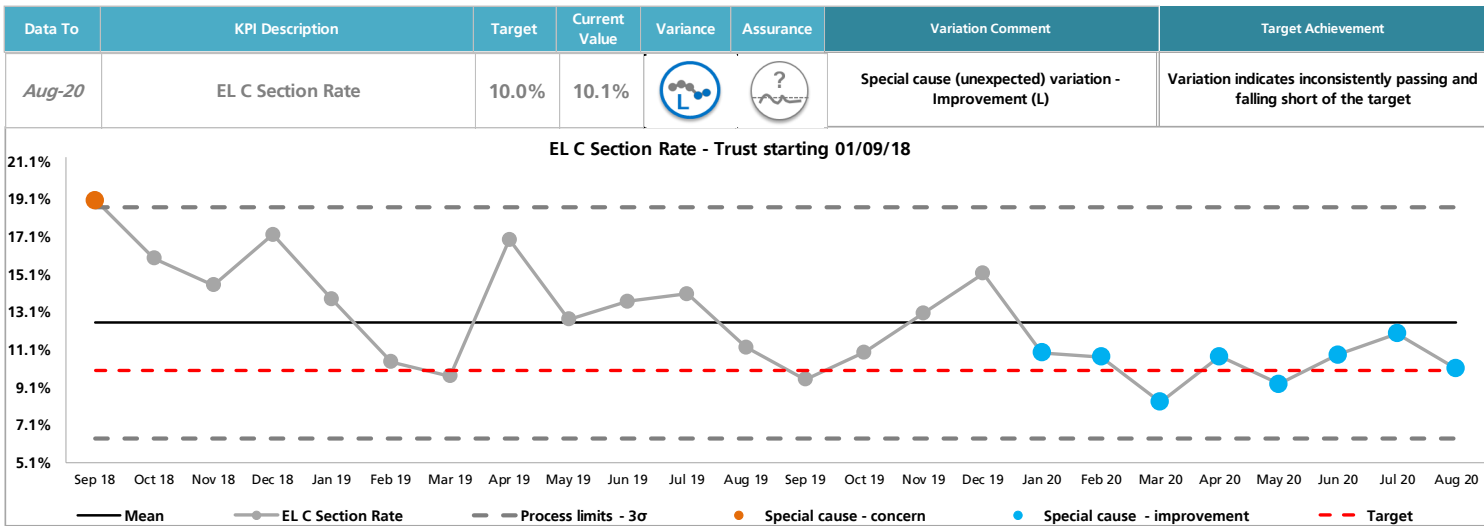 Data To KPI Description Target Current Value Variance Assurance Variation Comment Target Achievement
Aug-20 EL C Section Rate 10.0% 10.1% L ? Special cause (unexpected) variation - Improvement (L) Variation indicates inconsistently passing and falling short of the target
EL C Section Rate - Trust starting 01/09/18
21.1%
19.1%
17.1%
15.1%
13.1%
11.1%
9.1%
7.1%
5.1%
Sep 18 Oct 18 Nov 18 Dec 18 Jan 19 Feb 19 Mar 19 Apr 19 May 19 Jun 19 Jul 19 Aug 19 Sep 19 Oct 19 Nov 19 Dec 19 Jan 20 Feb 20 Mar 20 Apr 20 May 20 Jun 20 Jul 20 Aug 20
Mean EL C Section Rate Process limits - 3σ Special cause - concern Special cause - improvement Target